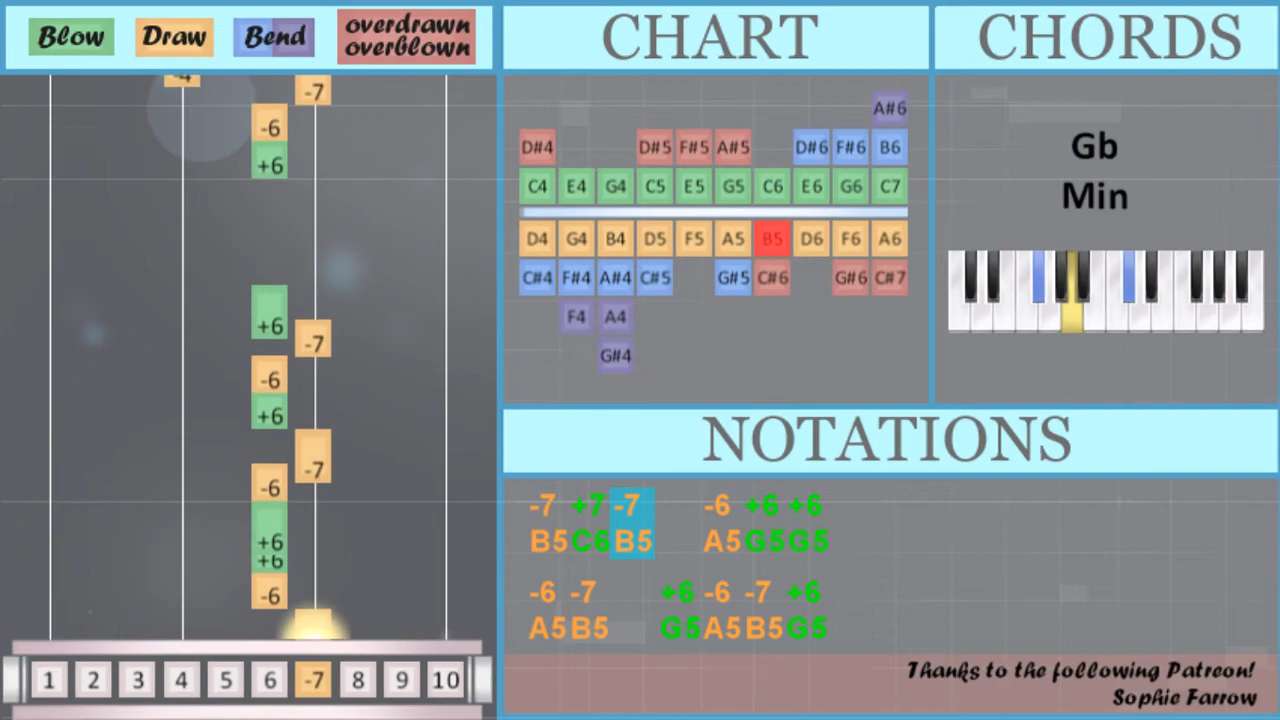 Blow Draw Bend overdrawn
overblown
CHART
CHORDS
-4
-7
-6
+6
+6
-7
-6
+6
-7
-6
+6
+6
-6
1 2 3 4 5 6 -7 8 9 10
A#6
D#4 D#5 F#5 A#5 D#6 F#6 B6
C4 E4 G4 C5 E5 G5 C6 E6 G6 C7
D4 G4 B4 D5 F5 A5 B5 D6 F6 A6
C#4 F#4 A#4 C#5 G#5 C#6 G#6 C#7
F4 A4
G#4
Gb
Min
NOTATIONS
-7 +7 -7 -6 +6 +6
B5 C6 B5 A5 G5 G5
-6 -7 +6 -6 -7 +6
A5 B5 G5 A5 B5 G5
Thanks to the following Patreon!
Sophie Farrow